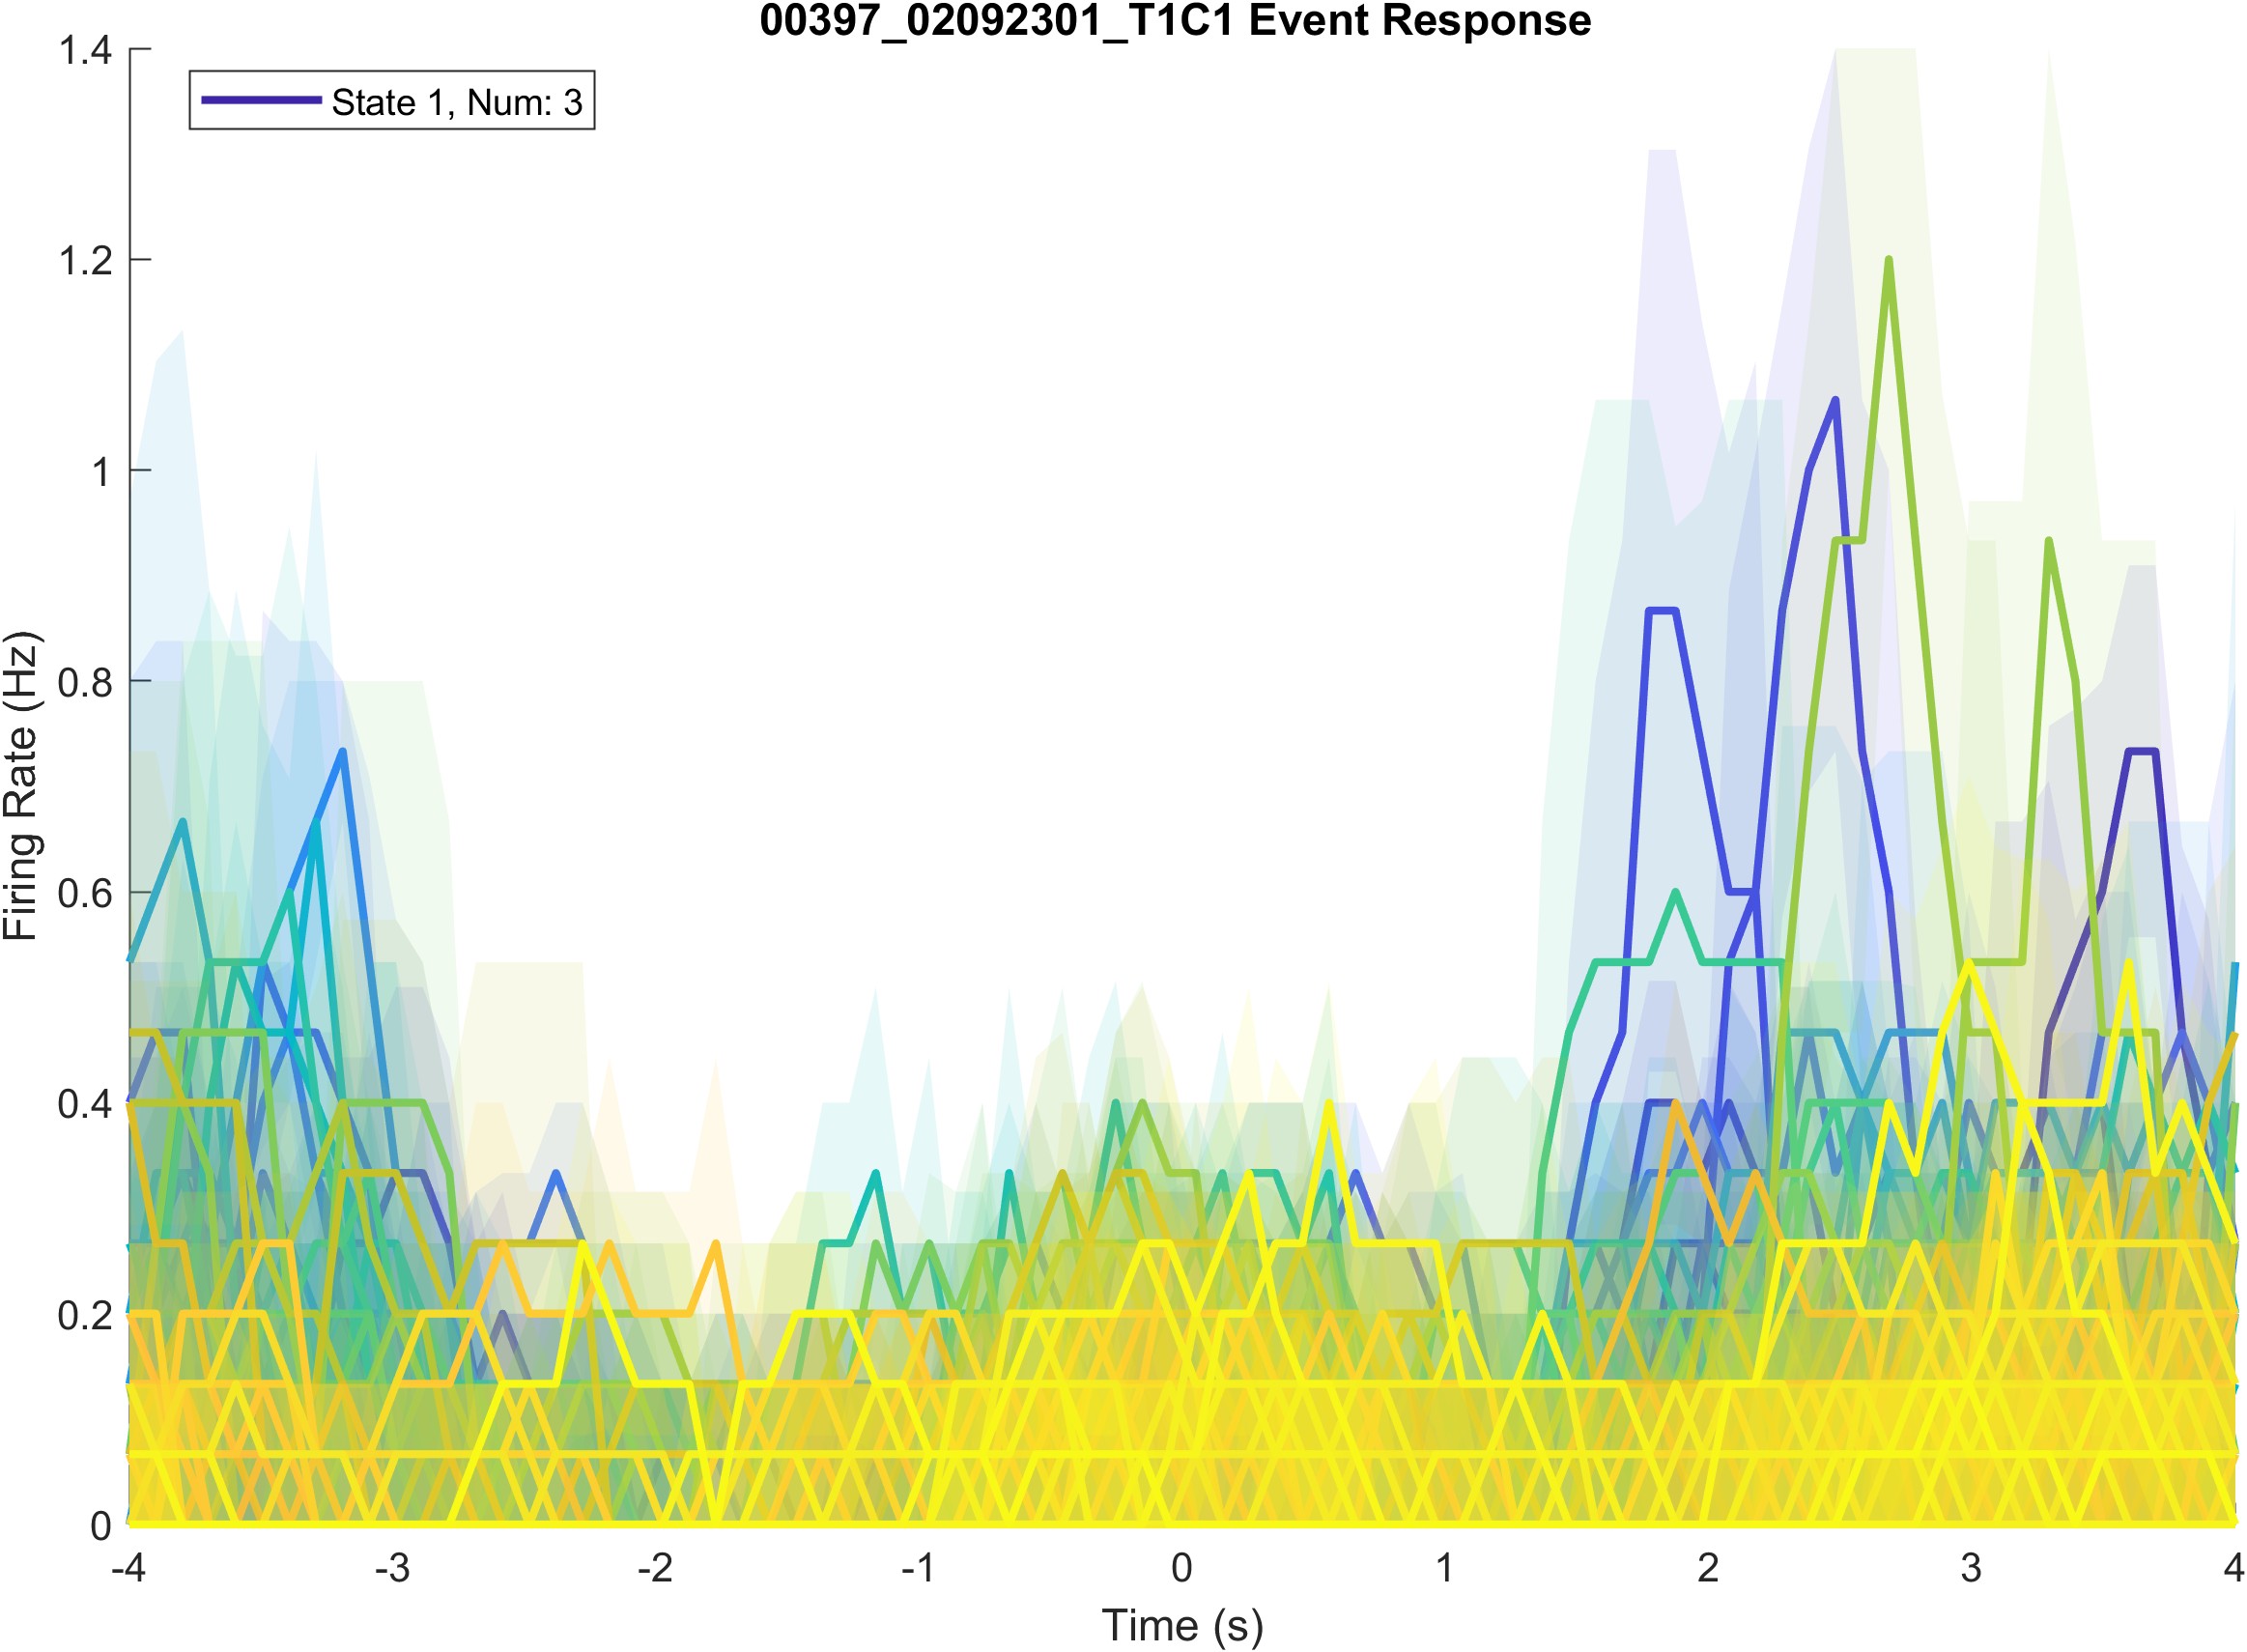 00397_02092301_T1C1 Event Response
State 1, Num: 3
Firing Rate (Hz)
1.4
1.2
1
0.8
0.6
0.4
0.2
0
-4 -3 -2 -1 0 1 2 3 4
Time (s)